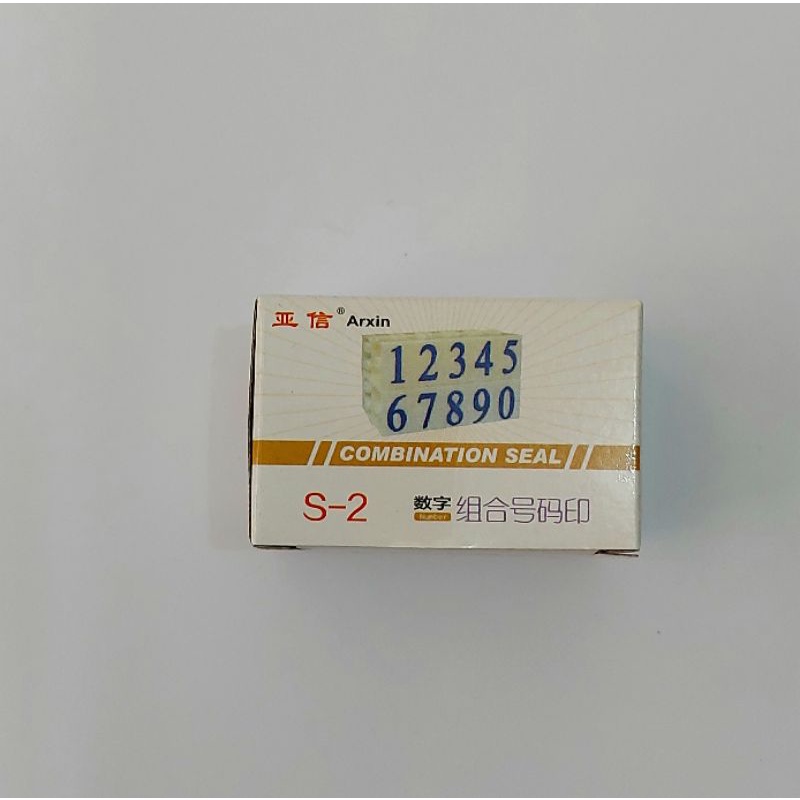 亚信® Arxin
12345
67890
COMBINATION SEAL
S-2 数字 组合号码印
Number